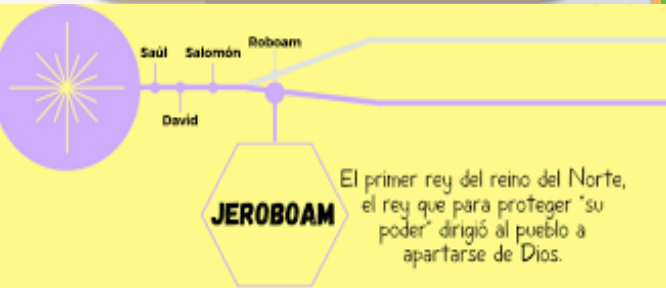 Saúl
Salomón
Roboam
David
JEROBOAM
El primer rey del reino del Norte,
el rey que para proteger "su
poder" dirigió al pueblo a
apartarse de Dios.